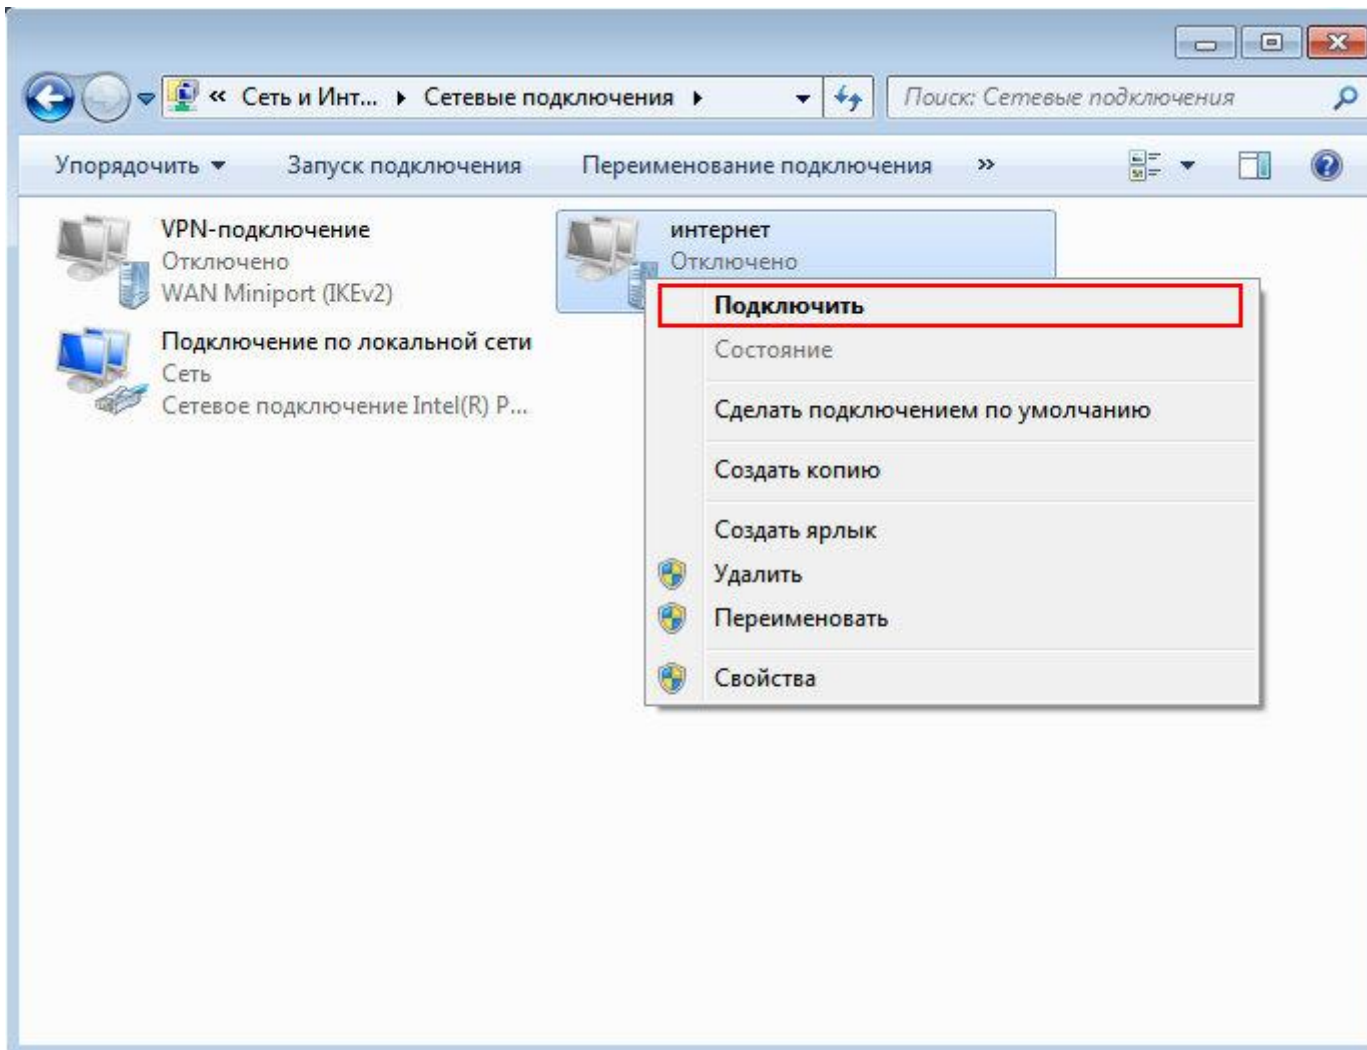 « Сеть и Инт... Сетевые подключения
Поиск: Сетевые подключения
Упорядочить Запуск подключения Переименование подключения »
VPN-подключение
Отключено
WAN Miniport (IKEv2)
интернет
Отключено
Подключение по локальной сети
Сеть
Сетевое подключение Intel(R) P...
Подключить
Состояние
Сделать подключением по умолчанию
Создать копию
Создать ярлык
Удалить
Переименовать
Свойства